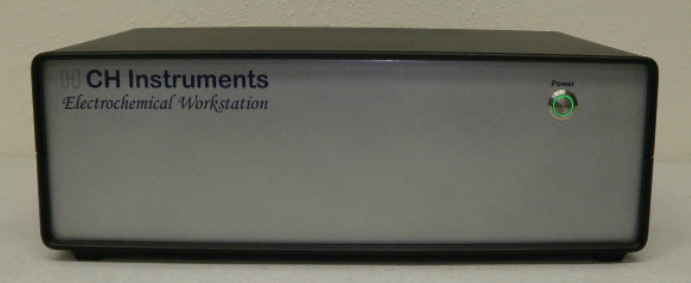 CH Instruments
Electrochemical Workstation
Power